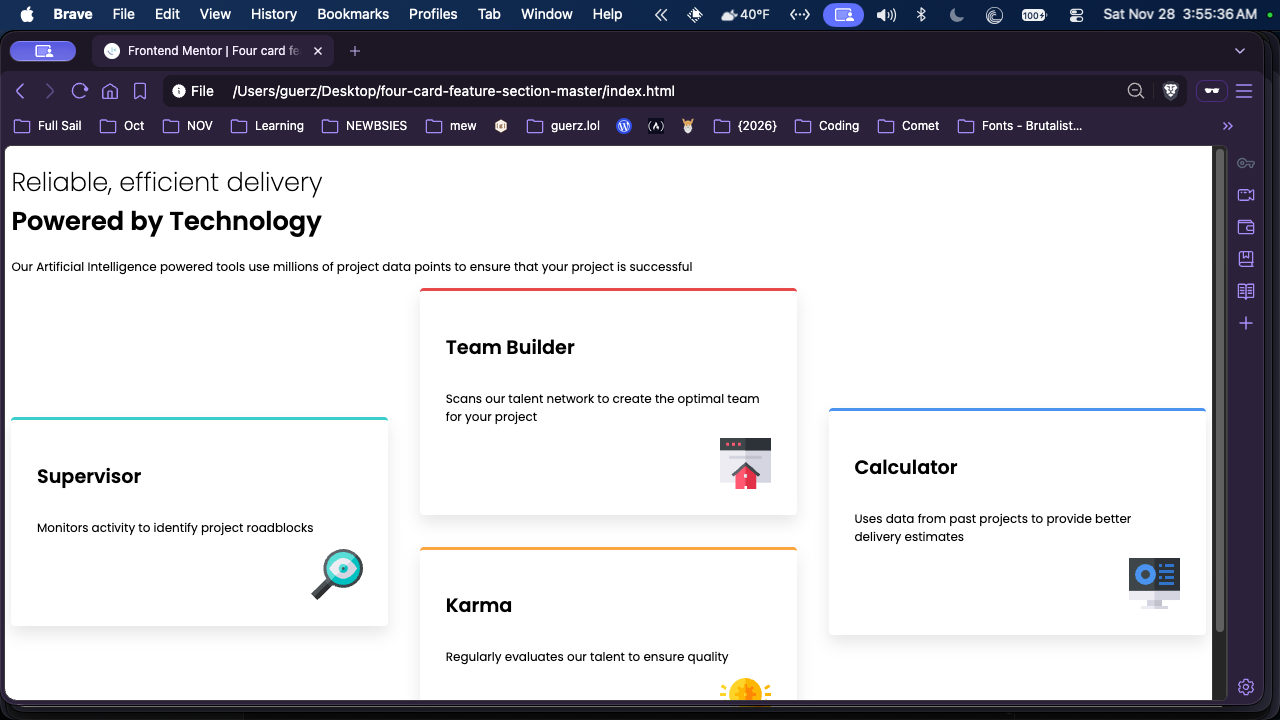 Brave File Edit View History Bookmarks Profiles Tab Window Help 40°F 100 Sat Nov 28 3:55:36 AM
Frontend Mentor | Four card fe
File /Users/guerz/Desktop/four-card-feature-section-master/index.html
Full Sail Oct NOV Learning NEWBSIES mew guerz.lol {2026} Coding Comet Fonts - Brutalist...
Reliable, efficient delivery
Powered by Technology
Our Artificial Intelligence powered tools use millions of project data points to ensure that your project is successful
Supervisor
Monitors activity to identify project roadblocks
Team Builder
Scans our talent network to create the optimal team
for your project
Karma
Regularly evaluates our talent to ensure quality
Calculator
Uses data from past projects to provide better
delivery estimates